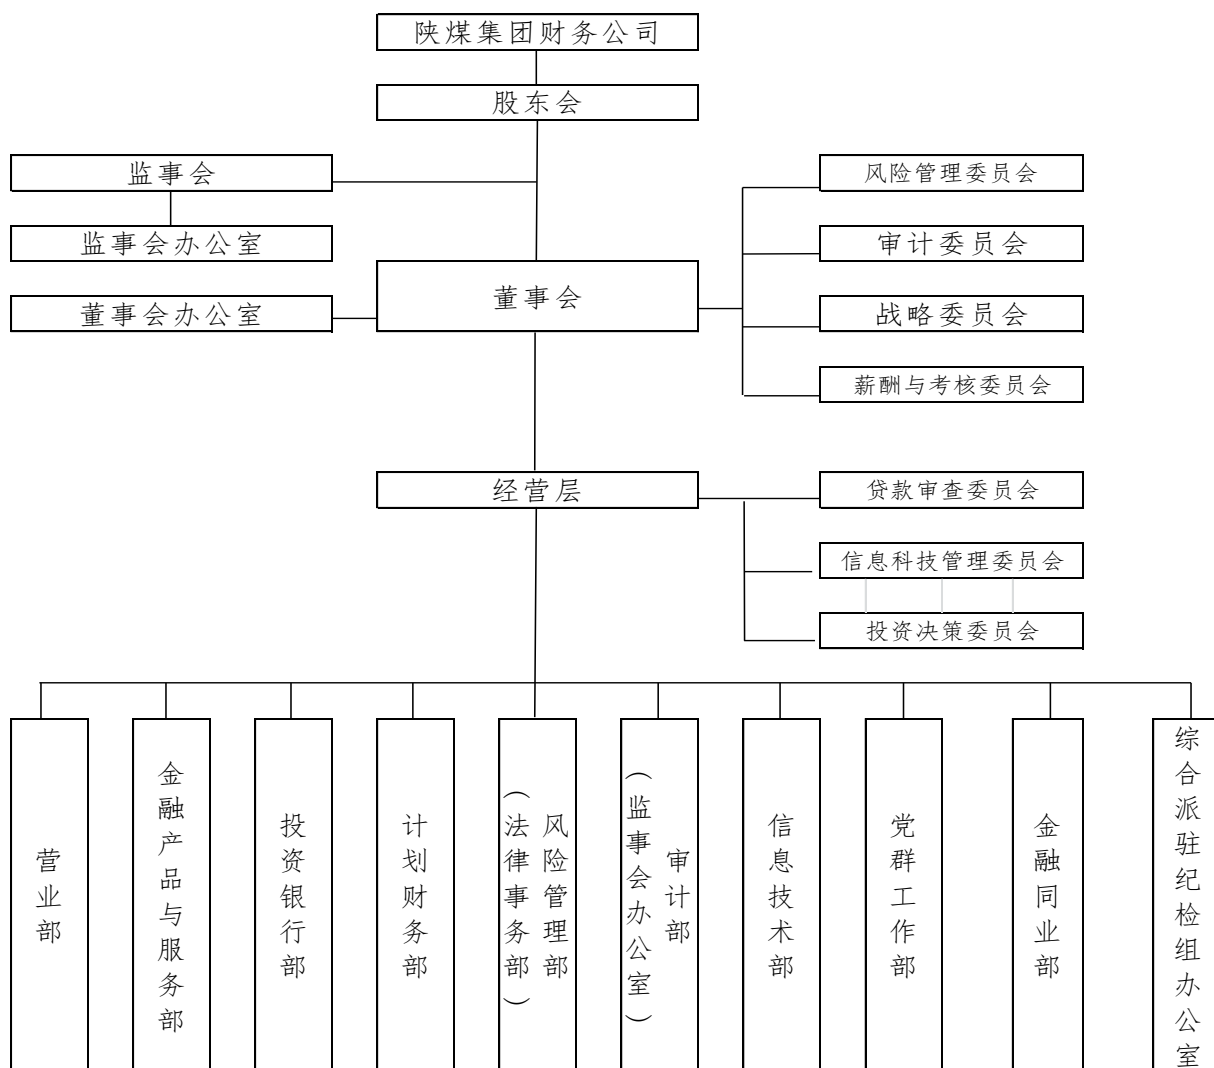 陕煤集团财务公司
股东会
监事会
风险管理委员会
监事会办公室
审计委员会
董事会
董事会办公室
战略委员会
薪酬与考核委员会
经营层
贷款审查委员会
信息科技管理委员会
投资决策委员会
营业部
金融产品与服务部
投资银行部
计划财务部
风险管理部
（法律事务部）
审计部
（监事会办公室）
信息技术部
党群工作部
金融同业部
综合派驻纪检组办公室